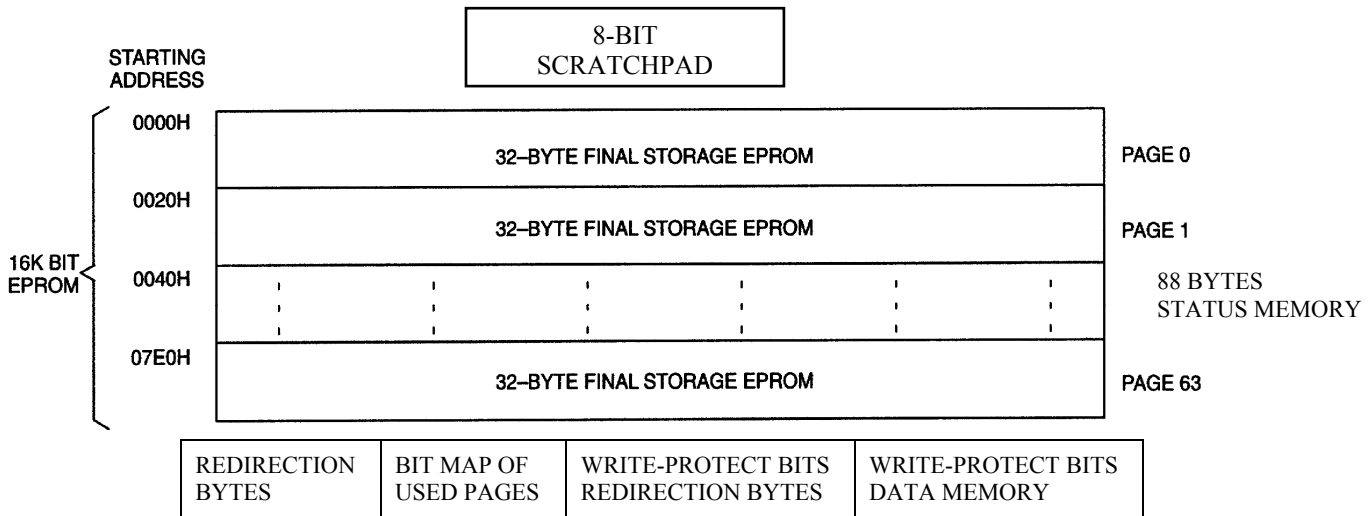 8-BIT
SCRATCHPAD
STARTING
ADDRESS
0000H
32–BYTE FINAL STORAGE EPROM
PAGE 0
0020H
32–BYTE FINAL STORAGE EPROM
PAGE 1
16K BIT
EPROM
0040H
88 BYTES
STATUS MEMORY
07E0H
32–BYTE FINAL STORAGE EPROM
PAGE 63
REDIRECTION
BYTES
BIT MAP OF
USED PAGES
WRITE-PROTECT BITS
REDIRECTION BYTES
WRITE-PROTECT BITS
DATA MEMORY